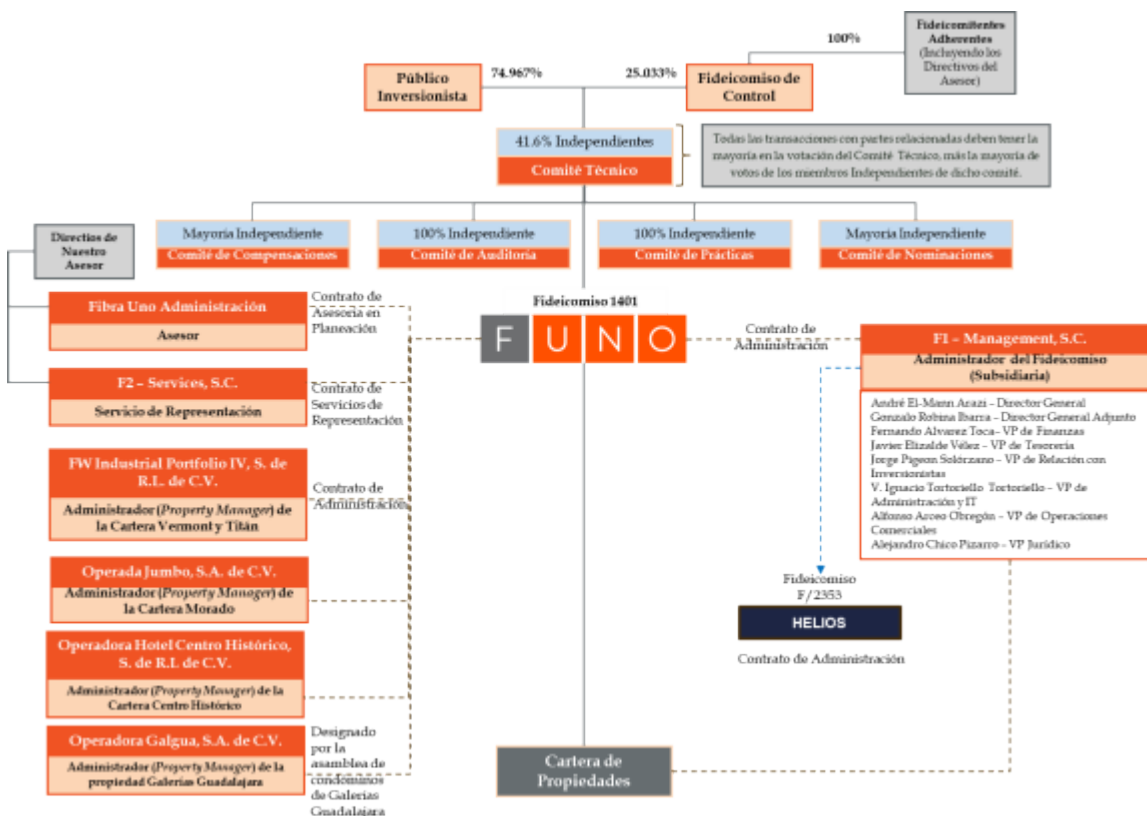 Fideicomitentes
Adherentes
(Incluyendo los
Directivos del
Asesor)
100%
Público
Inversionista
74.967%
25.033%
Fideicomiso de
Control
41.6% Independientes
Comité Técnico
Todas las transacciones con partes relacionadas deben tener la
mayoría en la votación del Comité Técnico, más la mayoría de
votos de los miembros Independientes de dicho comité.
Mayoría Independiente
Comité de Compensaciones
100% Independiente
Comité de Auditoría
100% Independiente
Comité de Prácticas
Mayoría Independiente
Comité de Nominaciones
Directios de
Nuestro
Asesor
Fibra Uno Administración
Asesor
Contrato de
Asesoría en
Planeación
F2 – Services, S.C.
Servicio de Representación
Contrato de
Servicios de
Representación
FW Industrial Portfolio IV, S. de
R.L. de C.V.
Administrador (Property Manager) de
la Cartera Vermont y Titán
Contrato de
Administración
Operada Jumbo, S.A. de C.V.
Administrador (Property Manager) de
la Cartera Morado
Operadora Hotel Centro Histórico,
S. de R.L de C.V.
Administrador (Property Manager) de la
Cartera Centro Histórico
Operadora Galgua, S.A. de C.V.
Administrador (Property Manager) de la
propiedad Galerías Guadalajara
Designado
por la
asamblea de
condóminos
de Galerías
Guadalajara
Fideicomiso 1401
FUNO
Contrato de
Administración
F1 – Management, S.C.
Administrador del Fideicomiso
(Subsidiaria)
André El-Mann Arazi – Director General
Gonzalo Robina Ibarra – Director General Adjunto
Fernando Alvarez Toca– VP de Finanzas
Javier Elizalde Vélez – VP de Tesorería
Jorge Pigeon Solórzano – VP de Relación con
Inversionistas
V. Ignacio Tortoriello Tortoriello – VP de
Administración y IT
Alfonso Arceo Obregón – VP de Operaciones
Comerciales
Alejandro Chico Pizarro – VP Jurídico
Fideicomiso
F/2353
HELIOS
Contrato de Administración
Cartera de
Propiedades